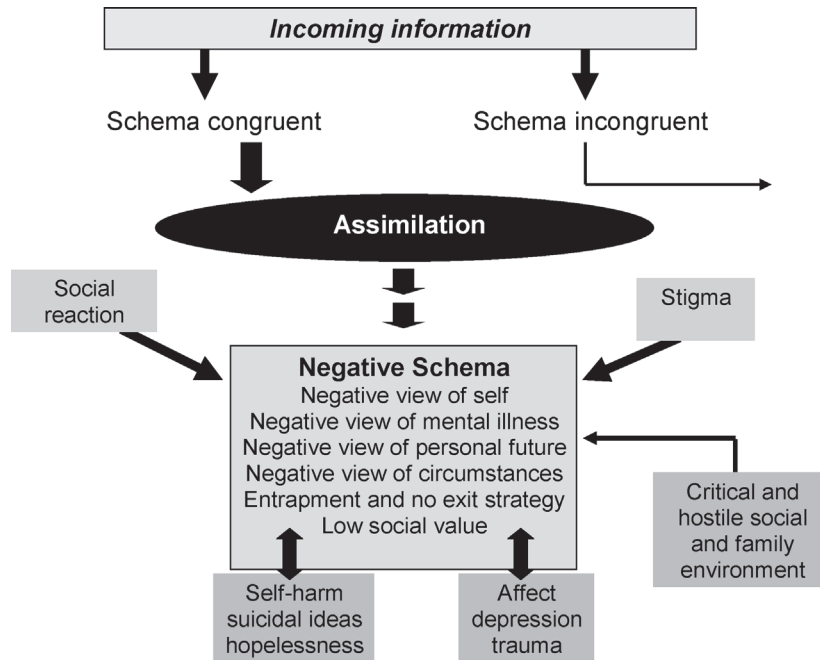 Incoming information
Schema congruent
Schema incongruent
Assimilation
Social
reaction
Stigma
Negative Schema
Negative view of self
Negative view of mental illness
Negative view of personal future
Negative view of circumstances
Entrapment and no exit strategy
Low social value
Critical and
hostile social
and family
environment
Self-harm
suicidal ideas
hopelessness
Affect
depression
trauma